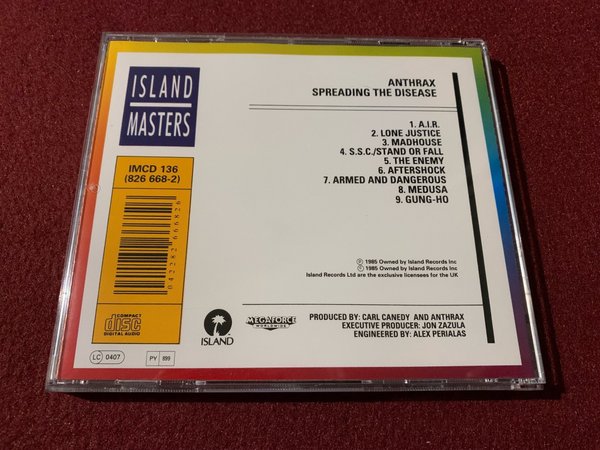 ISLAND
MASTERS
IMCD 136
(826 668-2)
042282666826
COMPACT
disc
DIGITAL AUDIO
LC 0407
PY 899
ANTHRAX
SPREADING THE DISEASE
1. A.I.R.
2. LONE JUSTICE
3. MADHOUSE
4. S.S.C./STAND OR FALL
5. THE ENEMY
6. AFTERSHOCK
7. ARMED AND DANGEROUS
8. MEDUSA
9. GUNG-HO
℗ 1985 Owned by Island Records Inc
© 1985 Owned by Island Records Inc
Island Records Ltd are the exclusive licensees for the UK
ISLAND
MEGAFORCE
WORLDWIDE
PRODUCED BY: CARL CANEDY AND ANTHRAX
EXECUTIVE PRODUCER: JON ZAZULA
ENGINEERED BY: ALEX PERIALAS